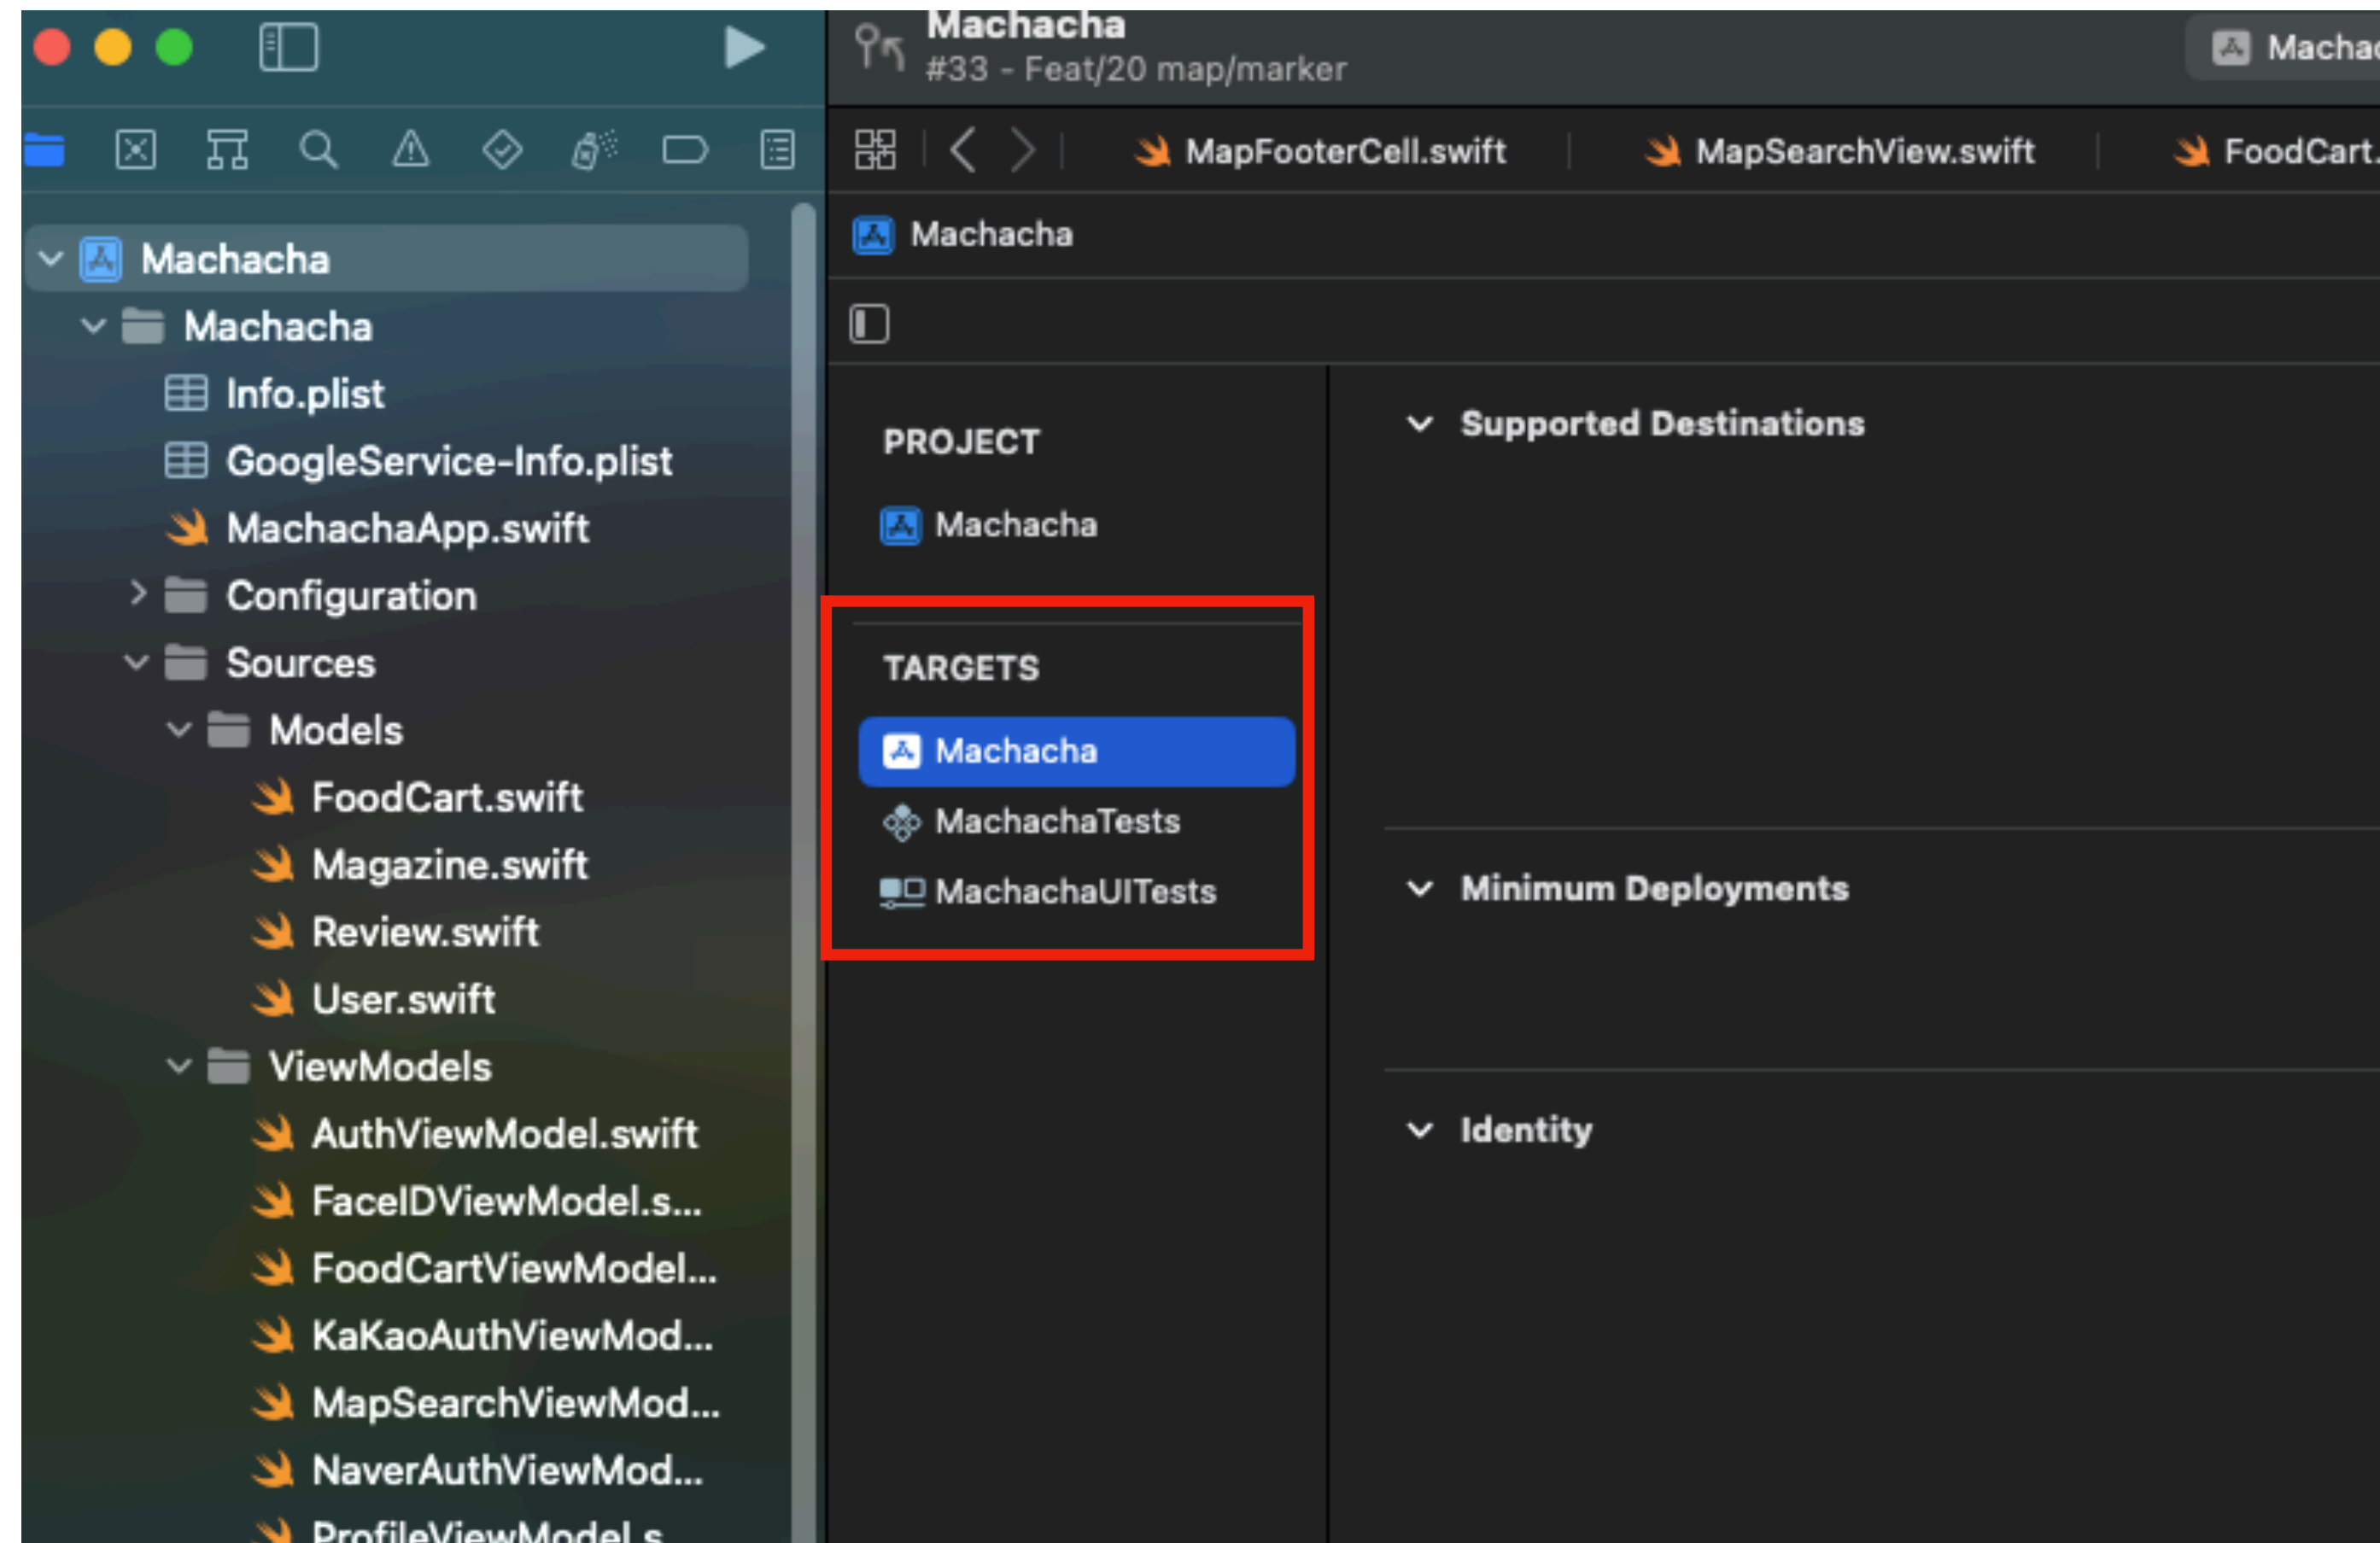 Machacha
#33 - Feat/20 map/marker
MapFooterCell.swift
MapSearchView.swift
FoodCart.
Machacha
Machacha
Info.plist
GoogleService-Info.plist
MachachaApp.swift
Configuration
Sources
Models
FoodCart.swift
Magazine.swift
Review.swift
User.swift
ViewModels
AuthViewModel.swift
FaceIDViewModel.s...
FoodCartViewModel...
KaKaoAuthViewMod...
MapSearchViewMod...
NaverAuthViewMod...
ProfileViewModel.s
Machacha
PROJECT
Machacha
TARGETS
Machacha
MachachaTests
MachachaUITests
Supported Destinations
Minimum Deployments
Identity